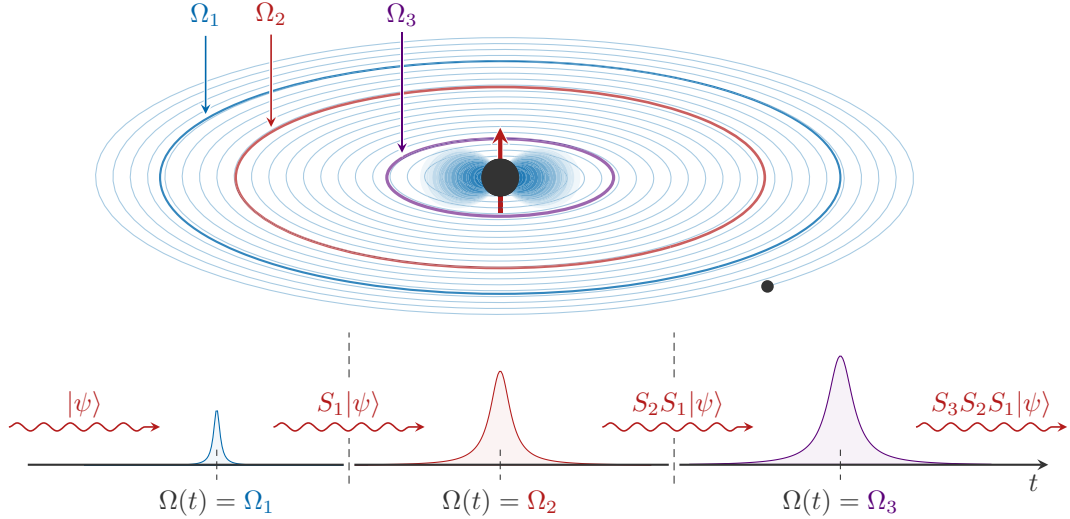 Ω₁ Ω₂ Ω₃
|ψ⟩ S₁|ψ⟩ S₂S₁|ψ⟩ S₃S₂S₁|ψ⟩
t
Ω(t) = Ω₁ Ω(t) = Ω₂ Ω(t) = Ω₃